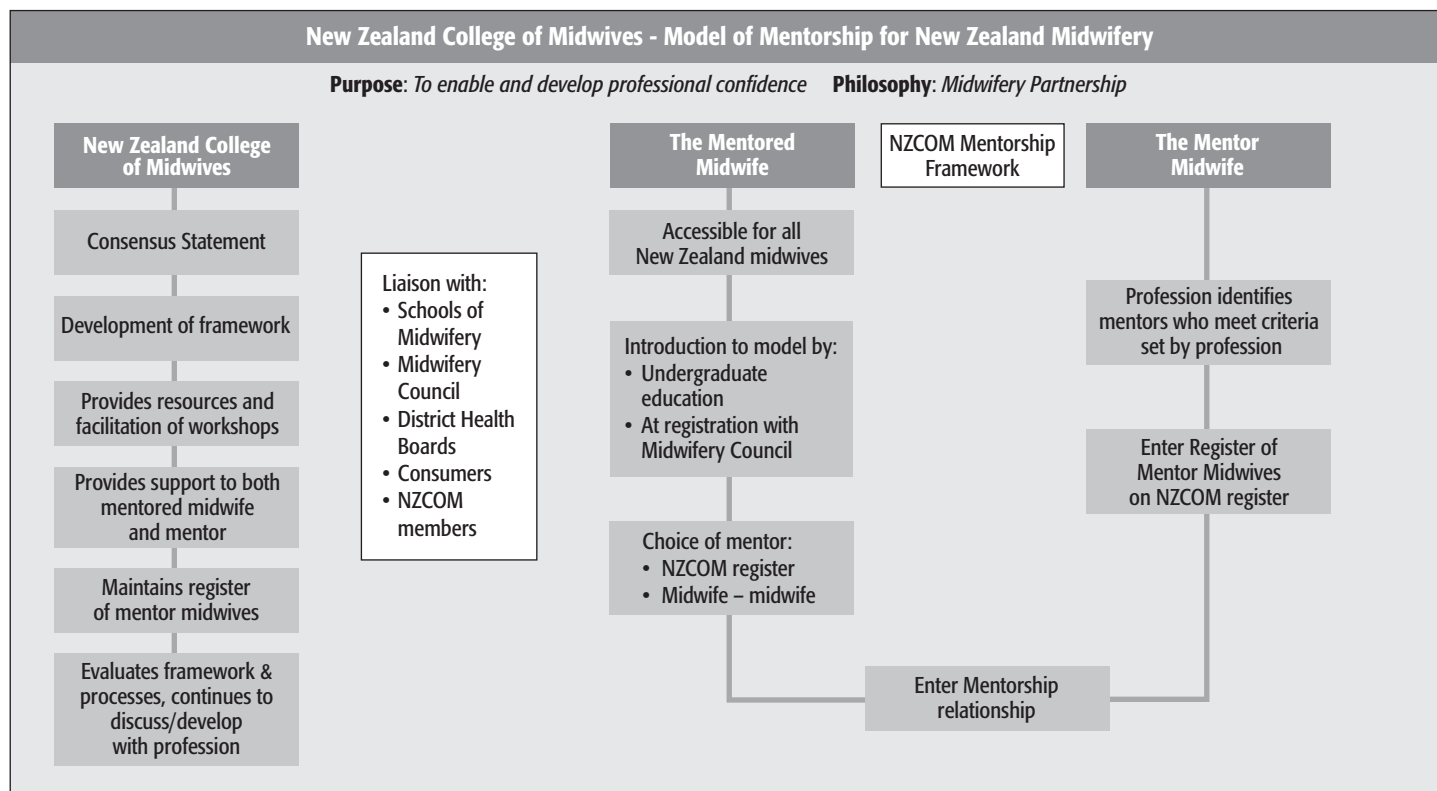 New Zealand College of Midwives - Model of Mentorship for New Zealand Midwifery
Purpose: To enable and develop professional confidence Philosophy: Midwifery Partnership
New Zealand College
of Midwives
Consensus Statement
Development of framework
Provides resources and
facilitation of workshops
Provides support to both
mentored midwife
and mentor
Maintains register
of mentor midwives
Evaluates framework &
processes, continues to
discuss/develop
with profession
Liaison with:
• Schools of
Midwifery
• Midwifery
Council
• District Health
Boards
• Consumers
• NZCOM
members
The Mentored
Midwife
Accessible for all
New Zealand midwives
Introduction to model by:
• Undergraduate
education
• At registration with
Midwifery Council
Choice of mentor:
• NZCOM register
• Midwife – midwife
NZCOM Mentorship
Framework
The Mentor
Midwife
Profession identifies
mentors who meet criteria
set by profession
Enter Register of
Mentor Midwives
on NZCOM register
Enter Mentorship
relationship